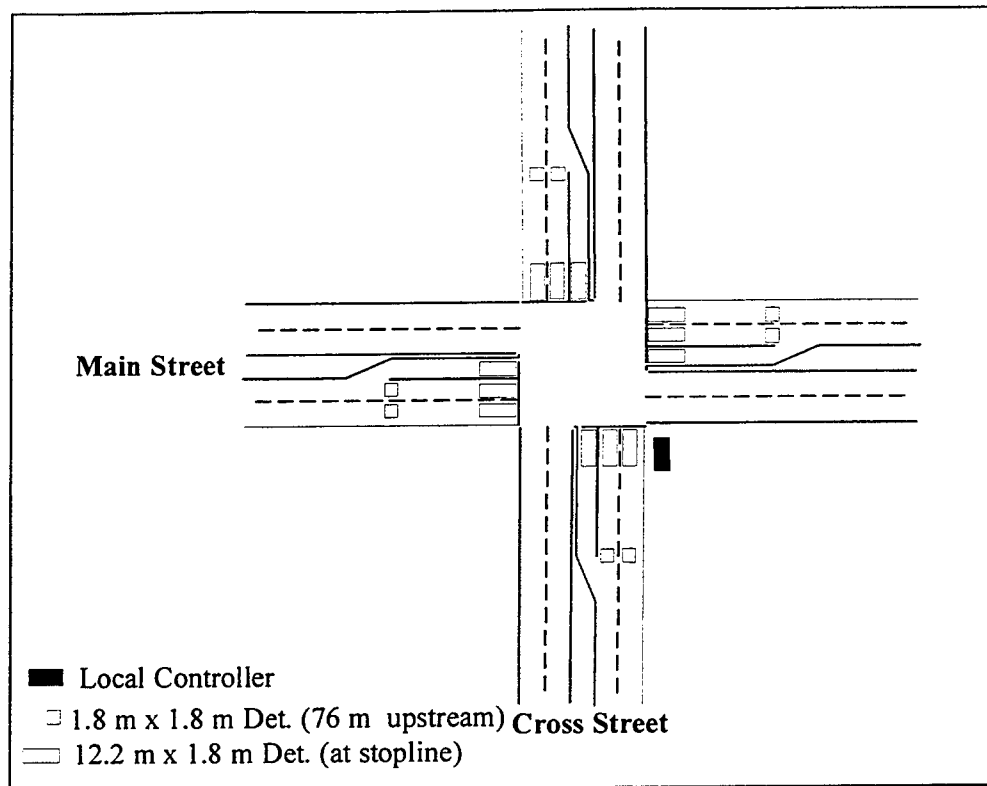 Main Street
Local Controller
1.8 m x 1.8 m Det. (76 m upstream)
Cross Street
12.2 m x 1.8 m Det. (at stopline)